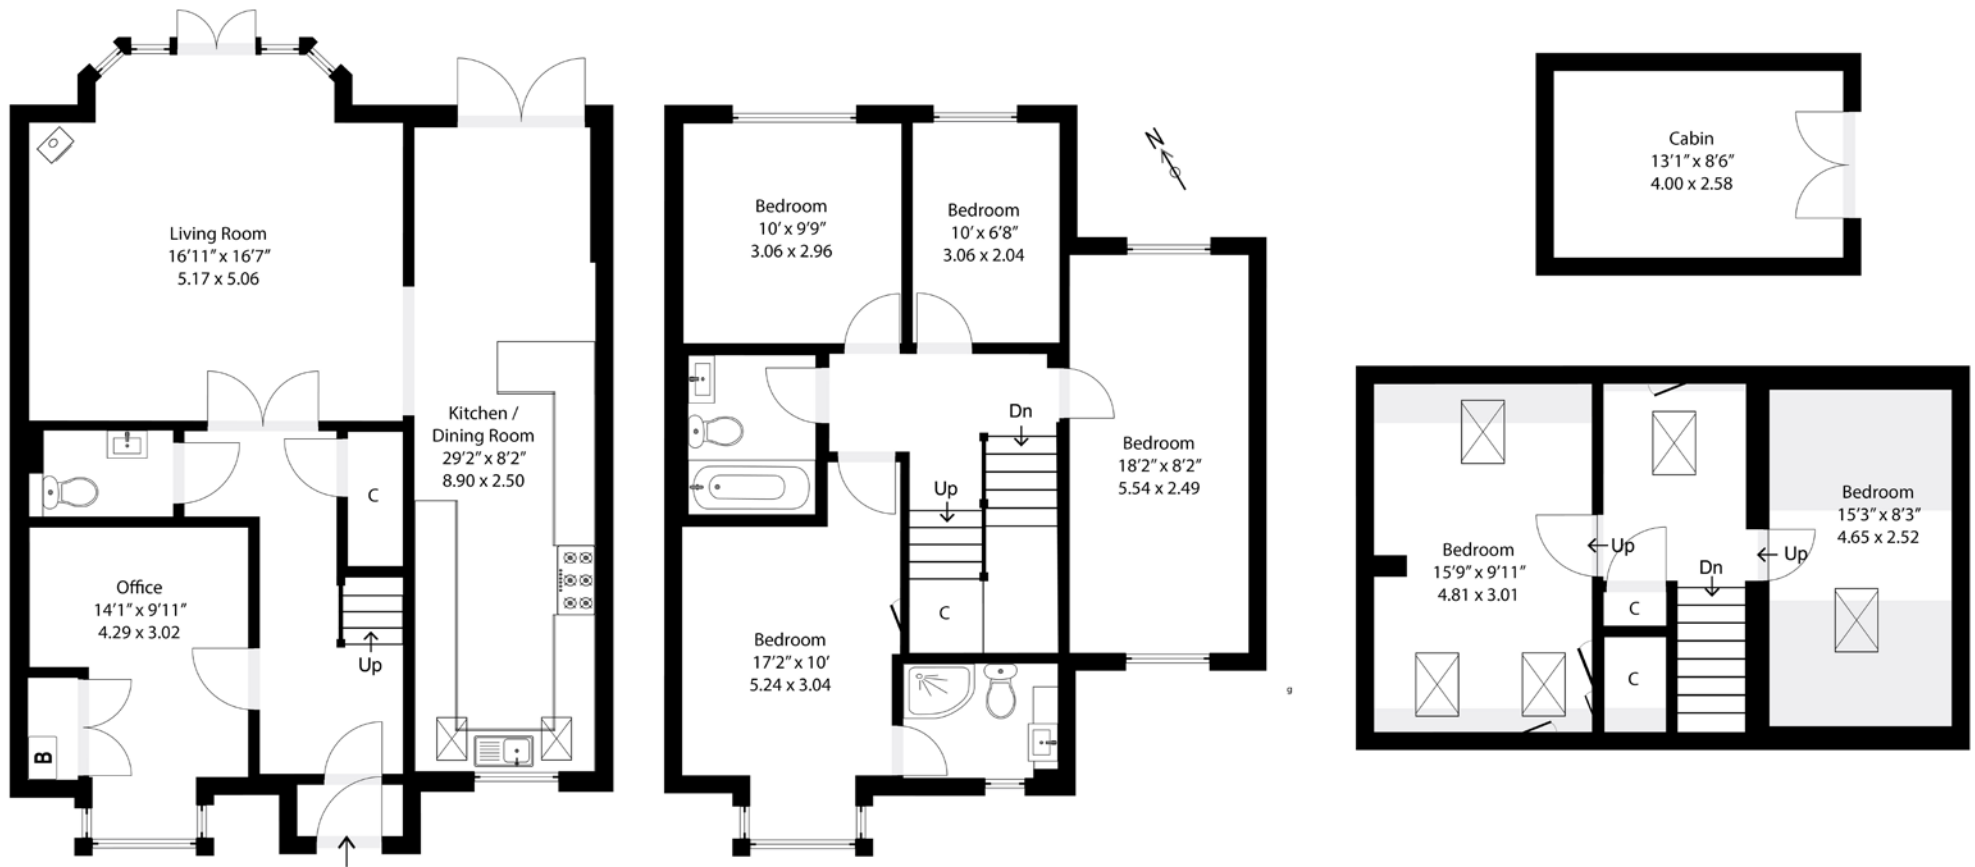 Living Room
16'11" x 16'7"
5.17 x 5.06
Kitchen /
Dining Room
29'2" x 8'2"
8.90 x 2.50
C
Office
14'1" x 9'11"
4.29 x 3.02
Up
B
Bedroom
10' x 9'9"
3.06 x 2.96
Bedroom
10' x 6'8"
3.06 x 2.04
N
Dn
Up
C
Bedroom
18'2" x 8'2"
5.54 x 2.49
Bedroom
17'2" x 10'
5.24 x 3.04
g
Cabin
13'1" x 8'6"
4.00 x 2.58
Bedroom
15'9" x 9'11"
4.81 x 3.01
Up
Dn
Up
C
C
Bedroom
15'3" x 8'3"
4.65 x 2.52